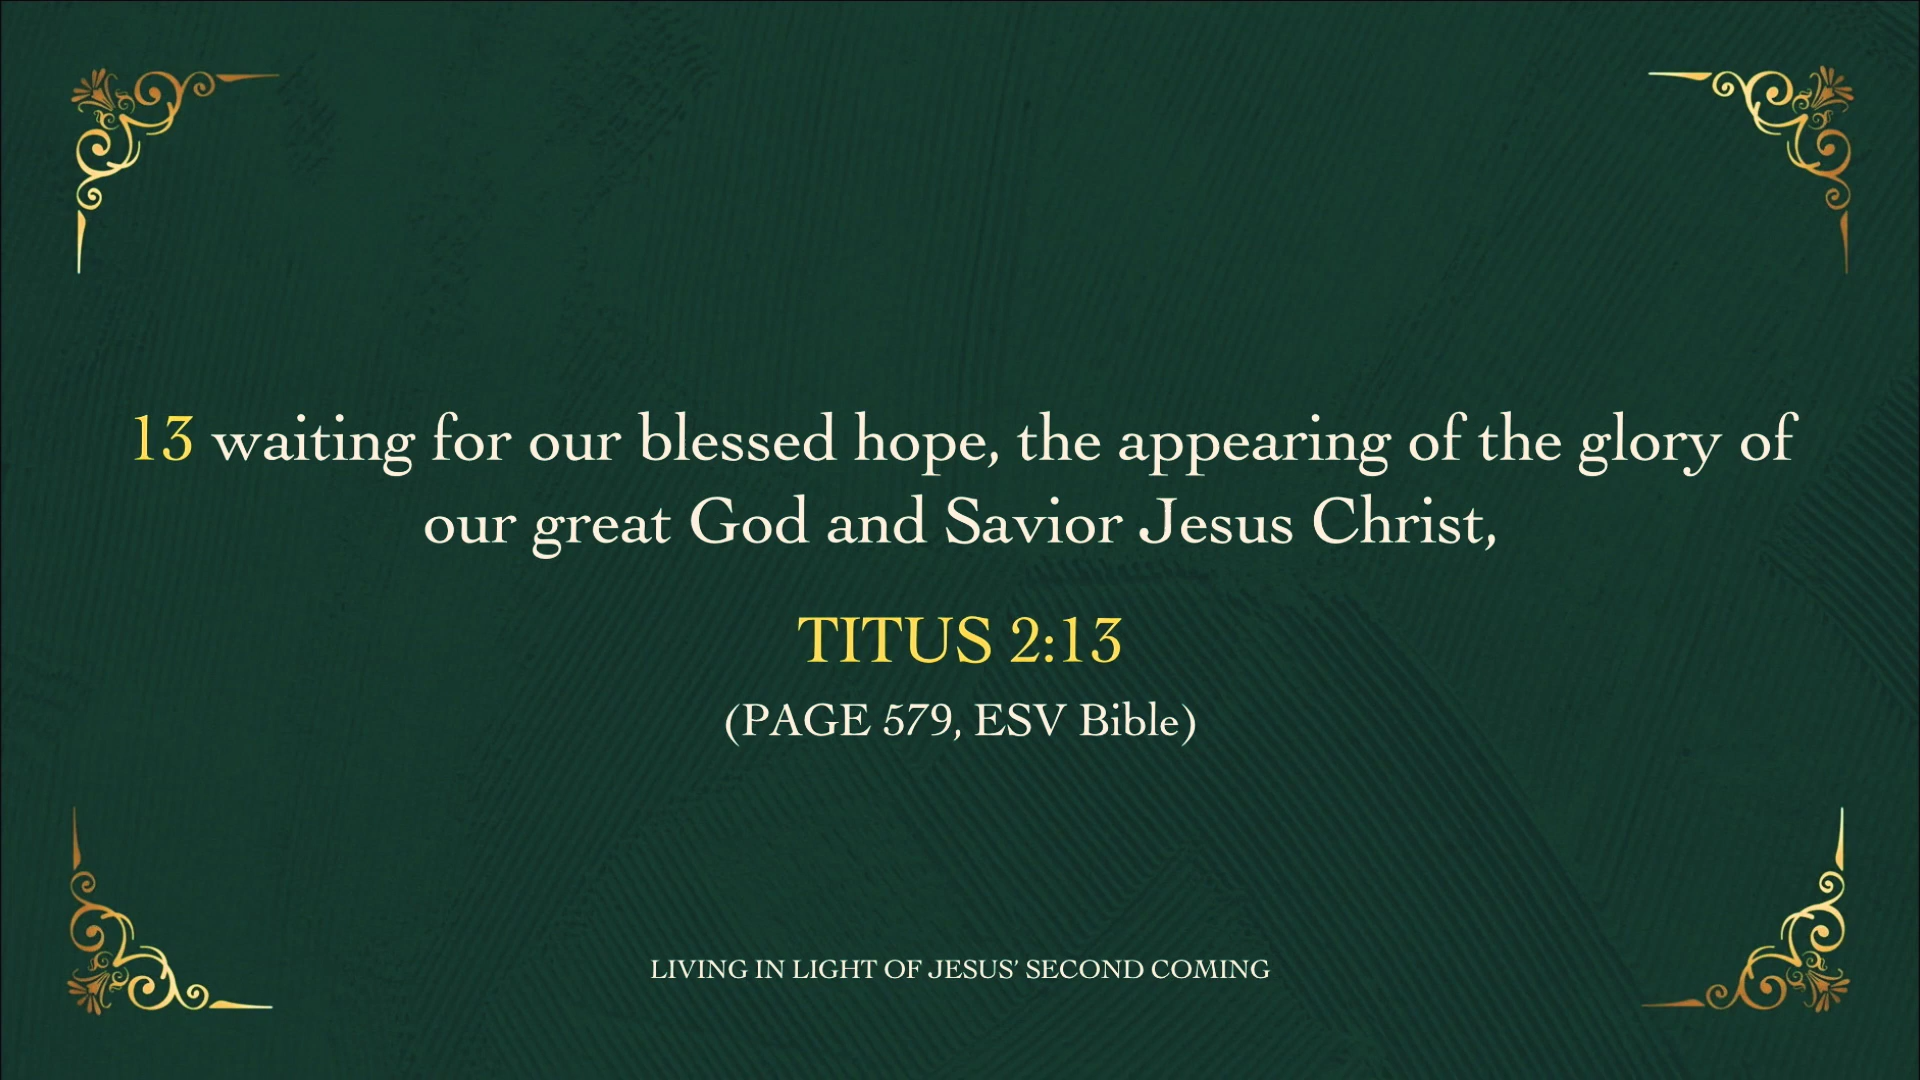 13 waiting for our blessed hope, the appearing of the glory of
our great God and Savior Jesus Christ,
TITUS 2:13
(PAGE 579, ESV Bible)
LIVING IN LIGHT OF JESUS' SECOND COMING